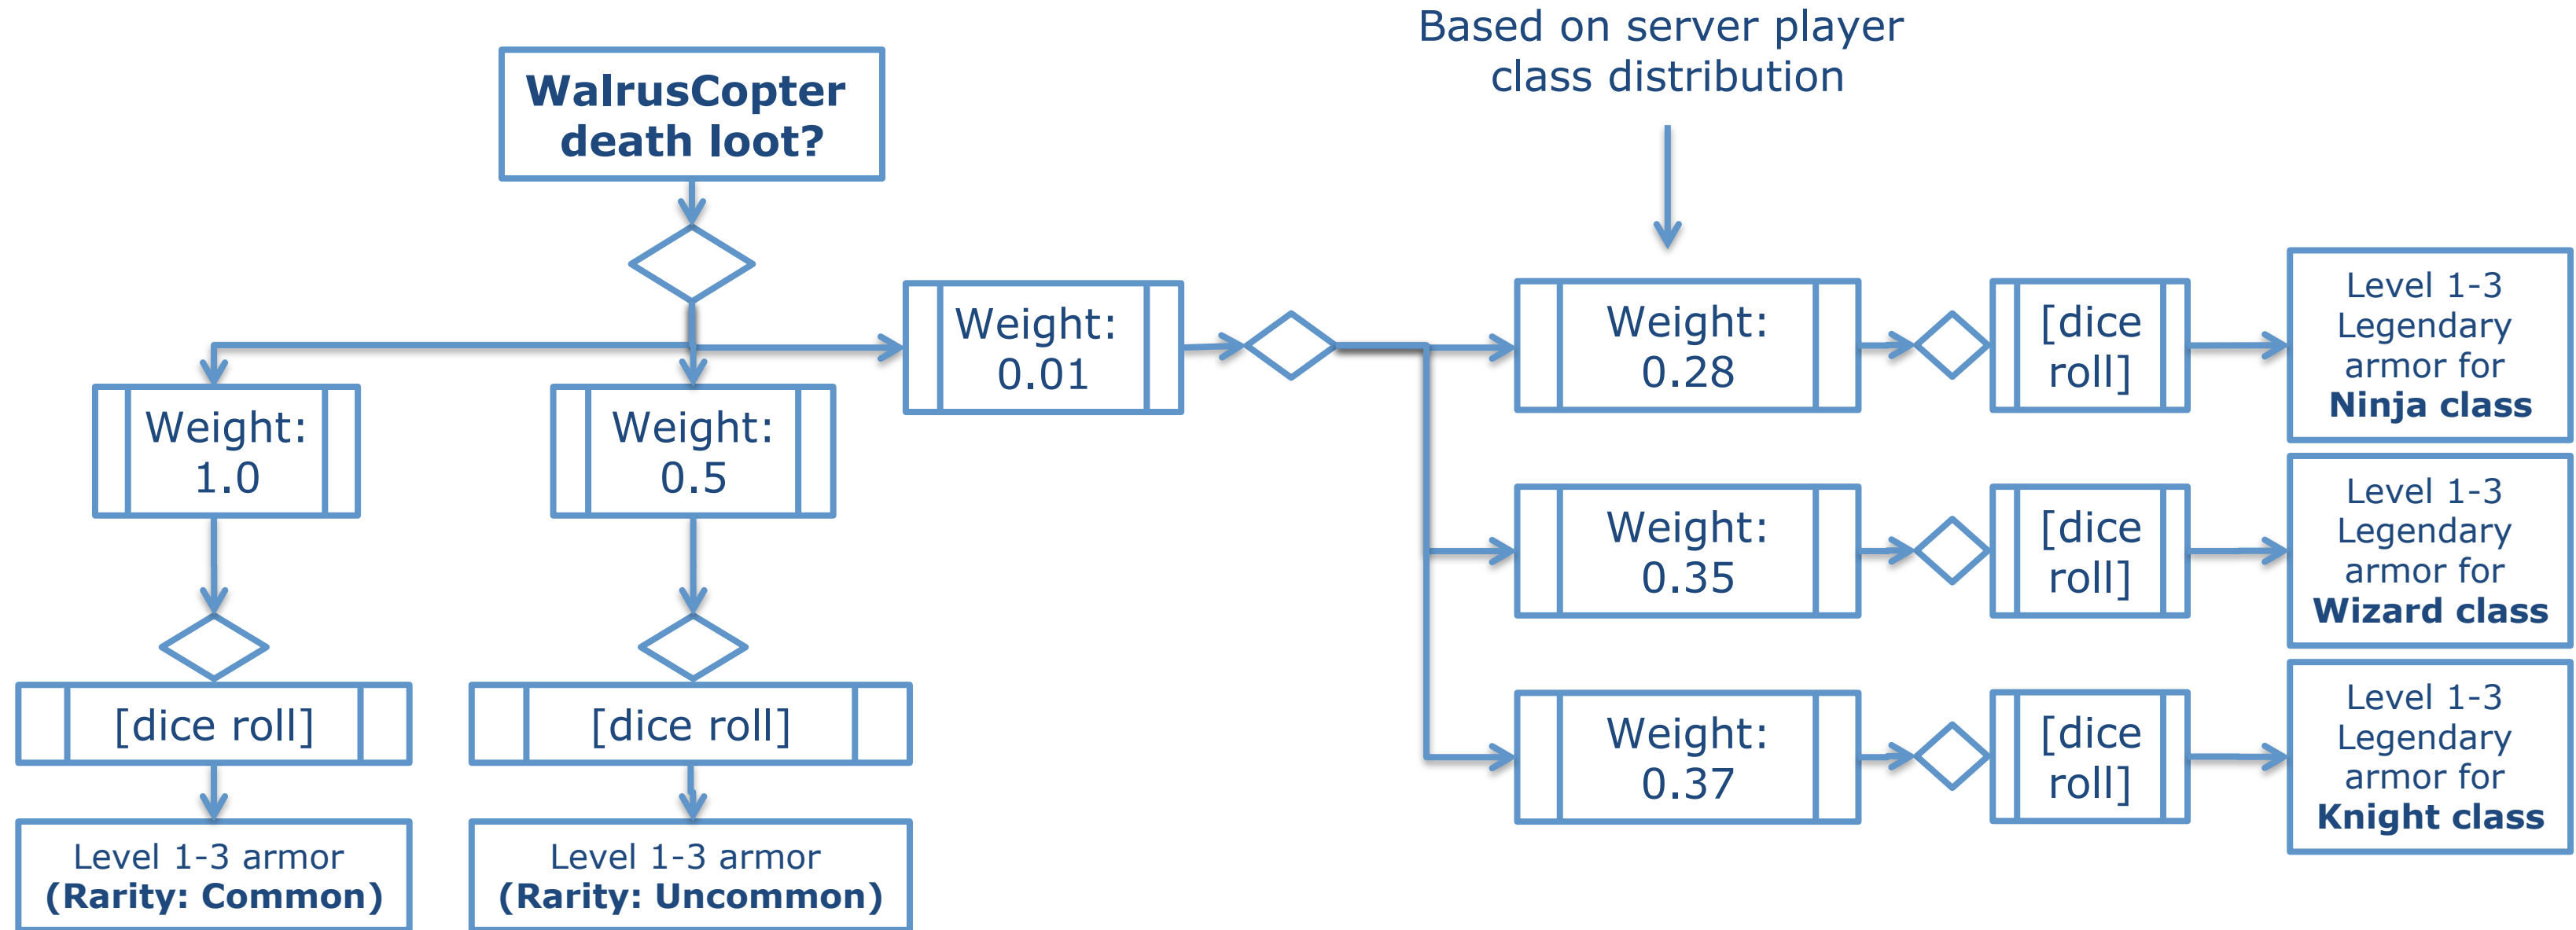 Based on server player
class distribution
WalrusCopter
death loot?
Weight:
1.0
Weight:
0.5
Weight:
0.01
Weight:
0.28
[dice
roll]
Level 1-3
Legendary
armor for
Ninja class
Weight:
0.35
[dice
roll]
Level 1-3
Legendary
armor for
Wizard class
Weight:
0.37
[dice
roll]
Level 1-3
Legendary
armor for
Knight class
[dice roll]
[dice roll]
Level 1-3 armor
(Rarity: Common)
Level 1-3 armor
(Rarity: Uncommon)